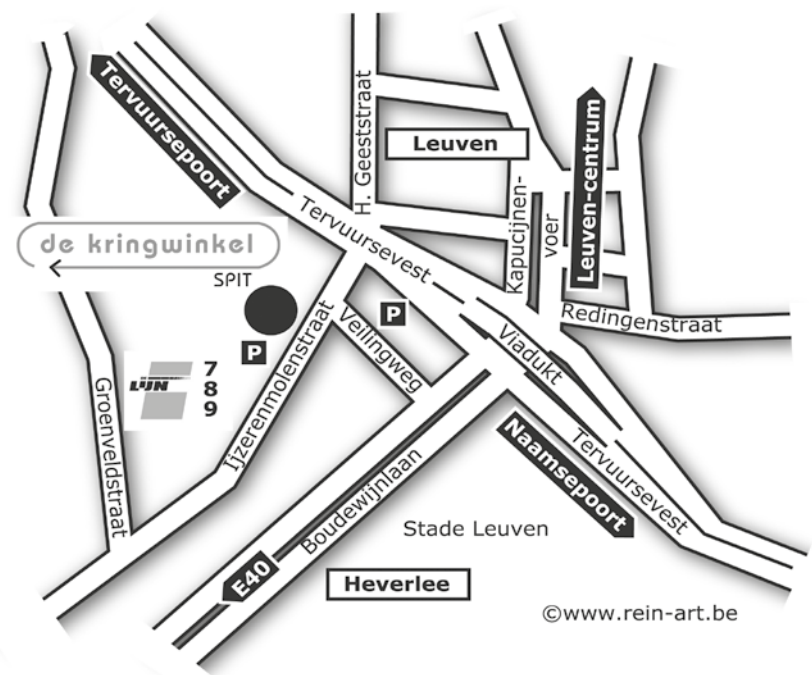 Tervuursepoort
H. Geeststraat
Leuven
Kapucijnen-
voer
Leuven-centrum
Tervuursevest
de kringwinkel
SPIT
P
P
LIJN
7
8
9
Veilingweg
Viadukt
Redingenstraat
Groenveldstraat
Ijzerenmolenstraat
Boudewijnlaan
Naamsepoort
Tervuursevest
Stade Leuven
E40
Heverlee
©www.rein-art.be